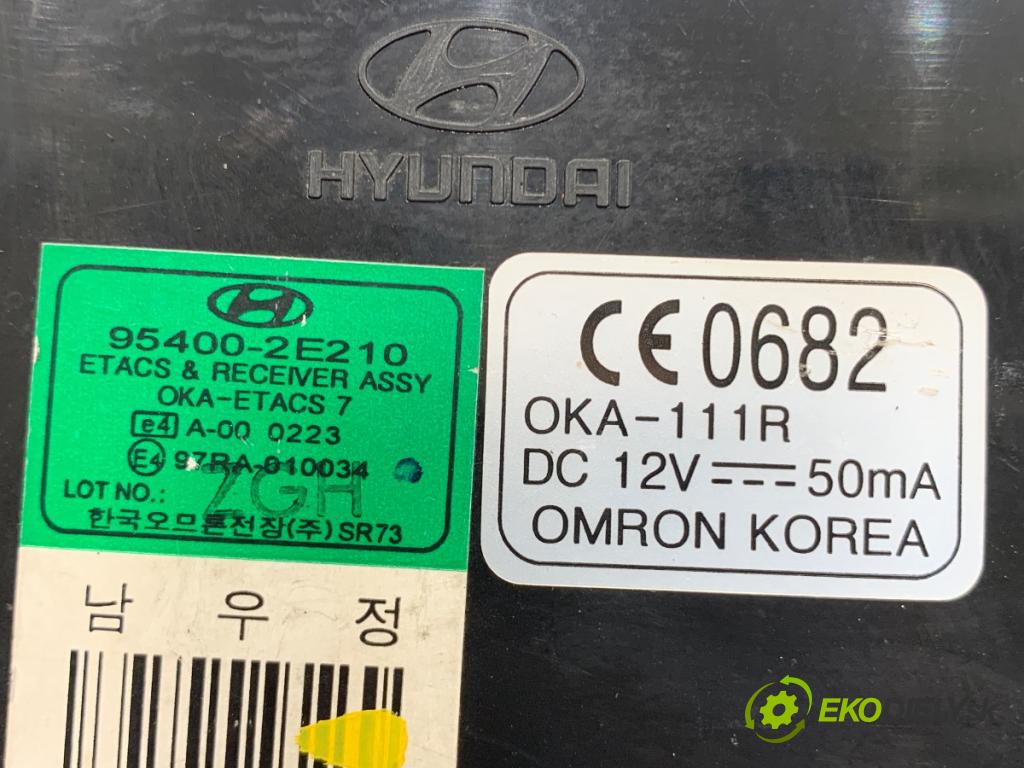 HYUNDAI
95400-2E210
ETACS & RECEIVER ASSY
OKA-ETACS 7
e4 A-00 0223
E4 97RA-010034
LOT NO.: ZGH
한국오므론전장(주) SR73
남 우 정
CE 0682
OKA-111R
DC 12V ⎓ 50mA
OMRON KOREA
EKODIELY.SK